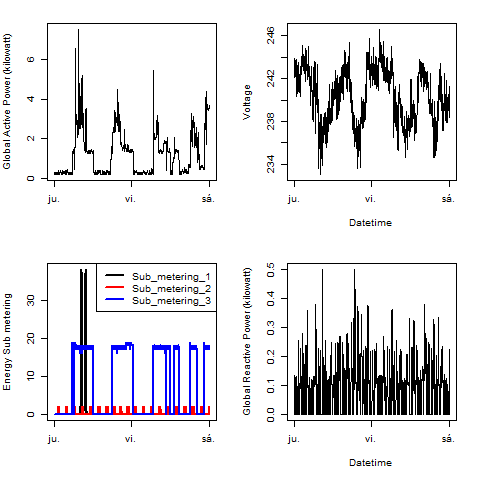 Global Active Power (kilowatt)
0 2 4 6
ju. vi. sá.
Voltage
234 238 242 246
ju. vi. sá.
Datetime
Energy Sub metering
0 10 20 30
Sub_metering_1
Sub_metering_2
Sub_metering_3
ju. vi. sá.
Global Reactive Power (kilowatt)
0.0 0.1 0.2 0.3 0.4 0.5
ju. vi. sá.
Datetime